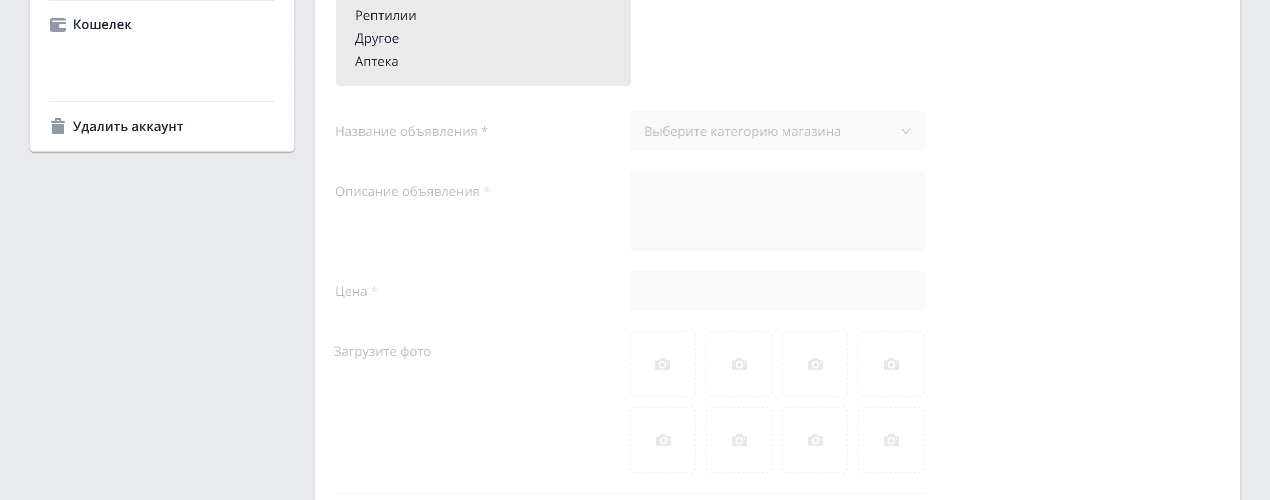 Кошелек
Удалить аккаунт
Рептилии
Другое
Аптека
Название объявления *
Выберите категорию магазина
Описание объявления *
Цена *
Загрузите фото